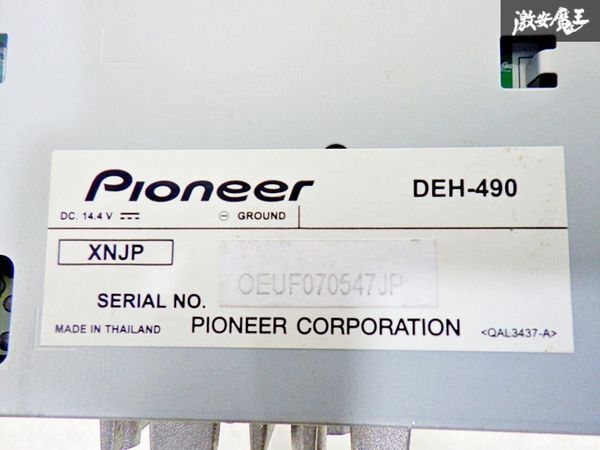 激安魔王
Pioneer
DEH-490
DC. 14.4 V
GROUND
XNJP
SERIAL NO. OEUF070547JP
MADE IN THAILAND PIONEER CORPORATION <QAL3437-A>